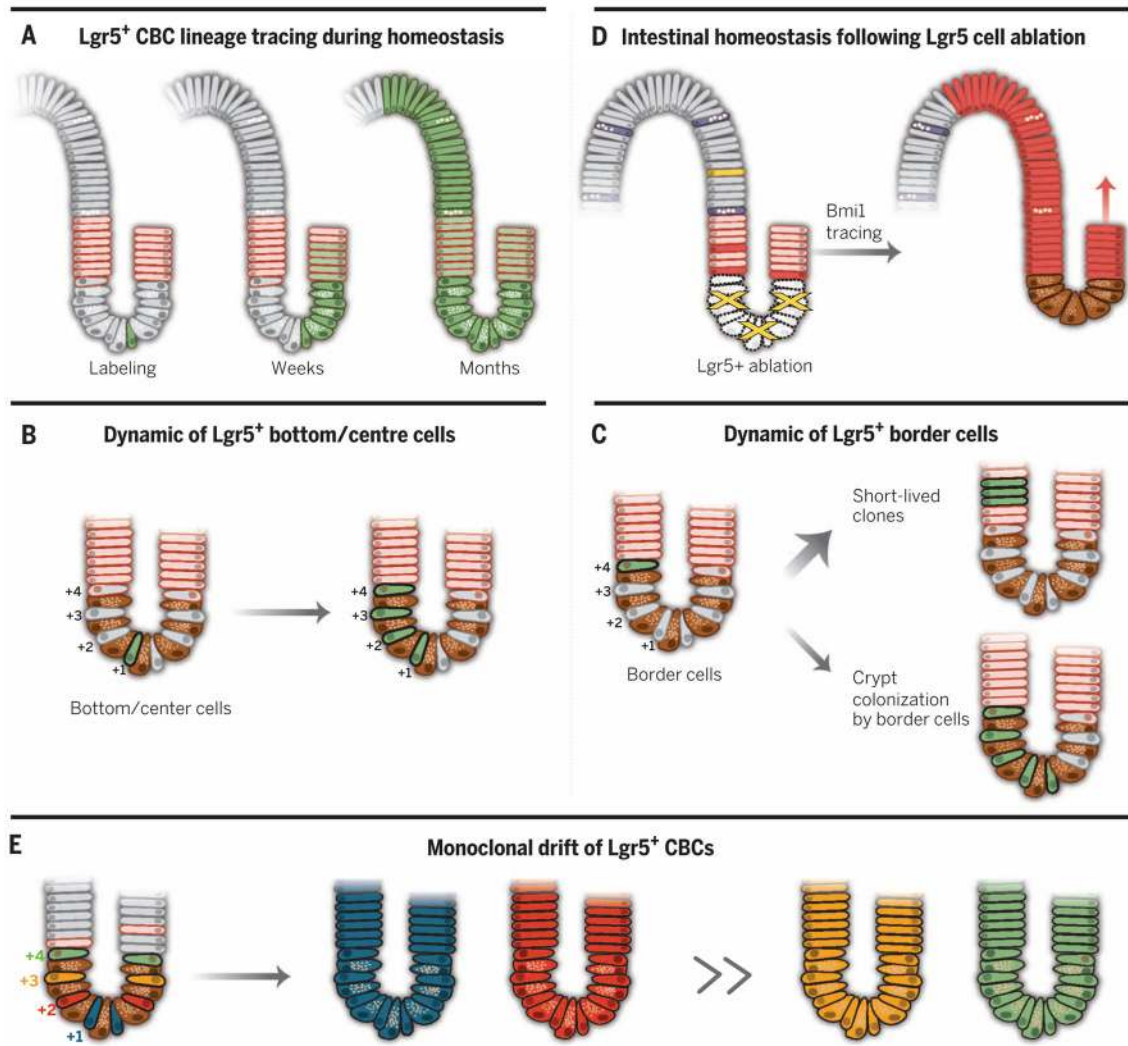 A Lgr5⁺ CBC lineage tracing during homeostasis
Labeling
Weeks
Months
D Intestinal homeostasis following Lgr5 cell ablation
Bmi1
tracing
Lgr5+ ablation
B Dynamic of Lgr5⁺ bottom/centre cells
+4
+3
+2
+1
+4
+3
+2
+1
Bottom/center cells
C Dynamic of Lgr5⁺ border cells
+4
+3
+2
+1
Border cells
Short-lived
clones
Crypt
colonization
by border cells
E Monoclonal drift of Lgr5⁺ CBCs
+4
+3
+2
+1